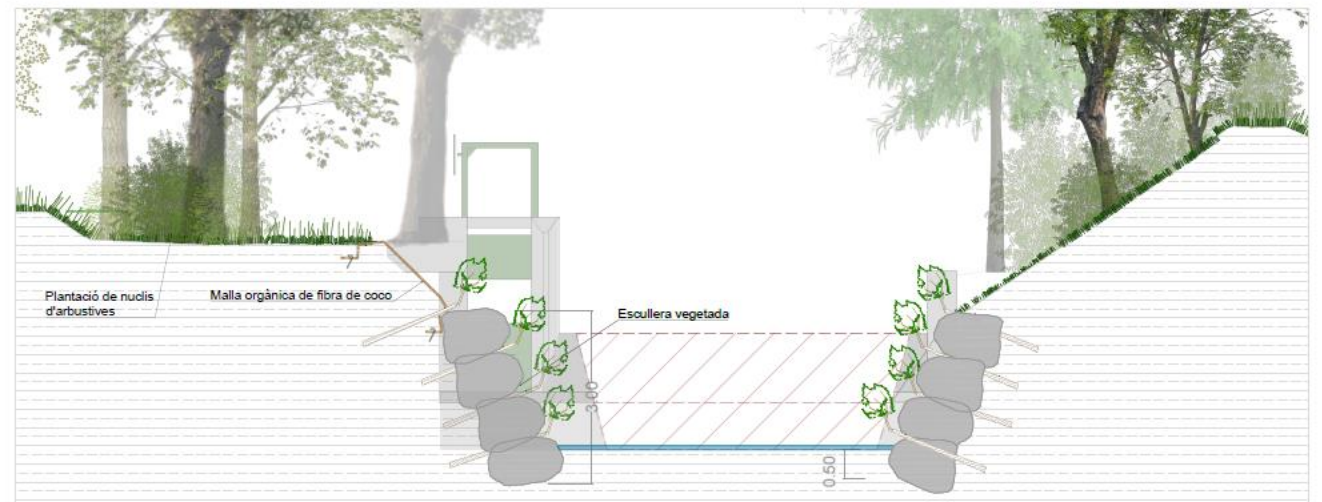 Plantació de nuclis
d'arbustives
Malla orgànica de fibra de coco
Escullera vegetada
3.00
0.50